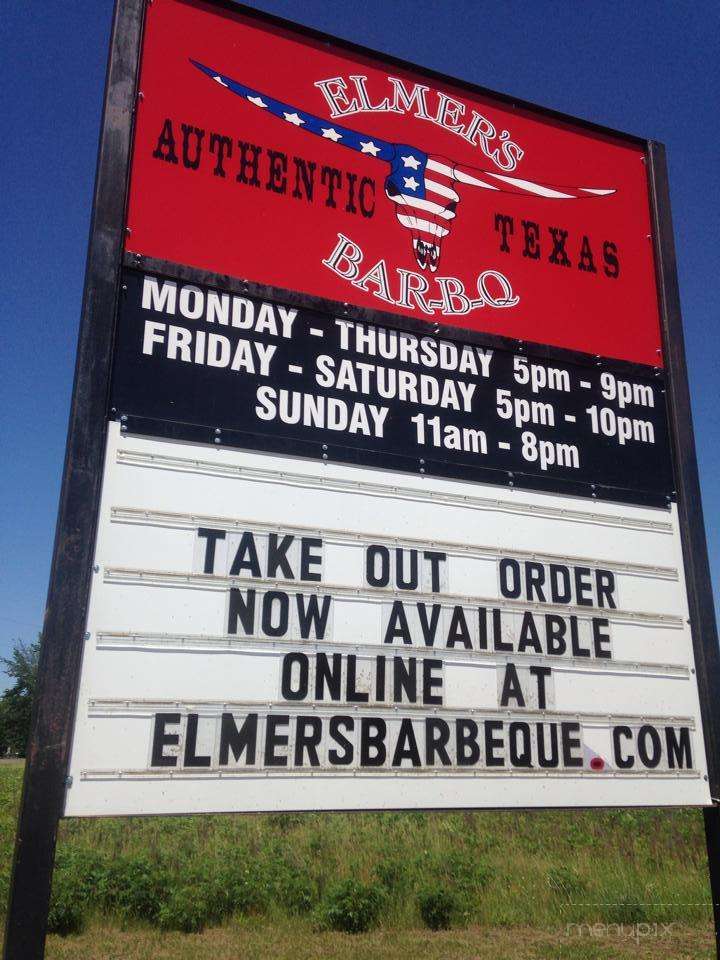 ELMER'S
AUTHENTIC TEXAS
BAR-B-Q
MONDAY - THURSDAY 5pm - 9pm
FRIDAY - SATURDAY 5pm - 10pm
SUNDAY 11am - 8pm
TAKE OUT ORDER
NOW AVAILABLE
ONLINE AT
ELMERSBARBEQUE.COM
menupix